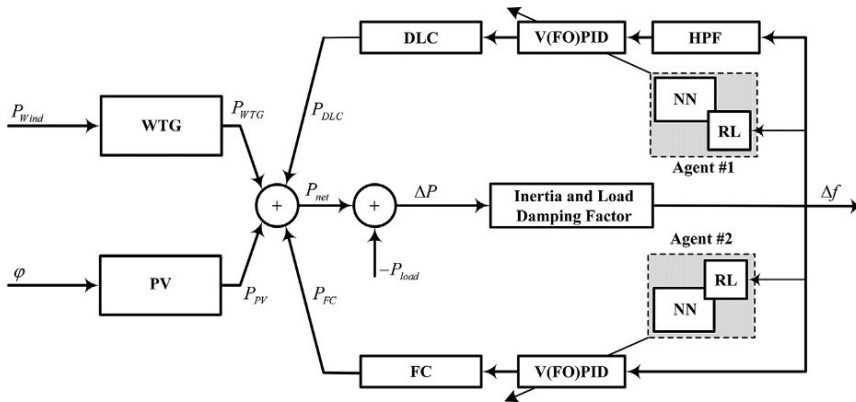 DLC
V(FO)PID
HPF
P_Wind
WTG
P_WTG
P_DLC
NN
RL
Agent #1
+
P_net
+
ΔP
Inertia and Load
Damping Factor
Δf
Agent #2
φ
PV
P_PV
P_FC
−P_load
RL
NN
FC
V(FO)PID